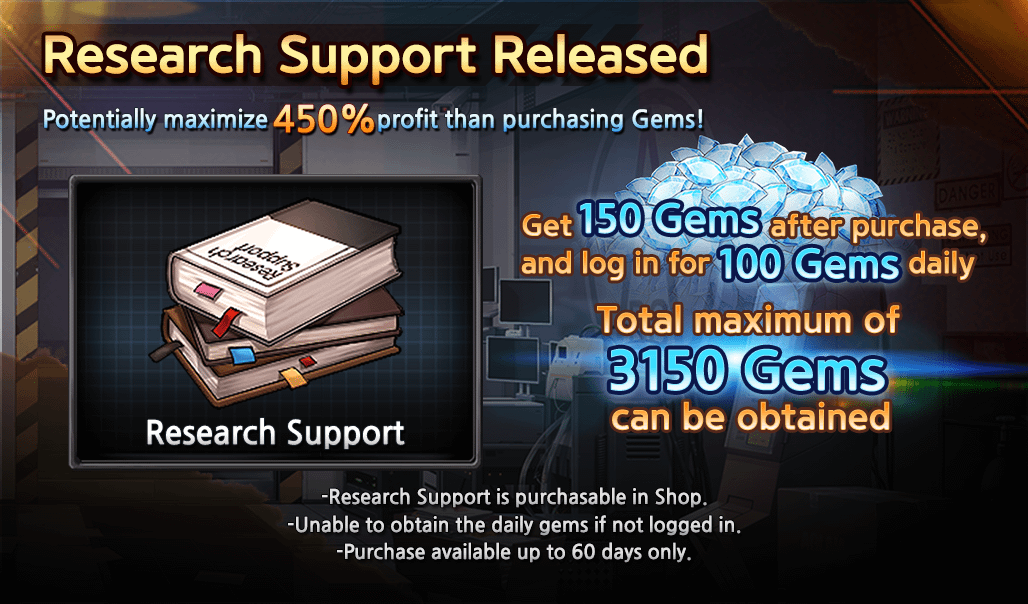 Research Support Released
Potentially maximize 450% profit than purchasing Gems!
Research
Support
Get 150 Gems after purchase,
and log in for 100 Gems daily
Total maximum of
3150 Gems
can be obtained
Research Support
-Research Support is purchasable in Shop.
-Unable to obtain the daily gems if not logged in.
-Purchase available up to 60 days only.
DANGER